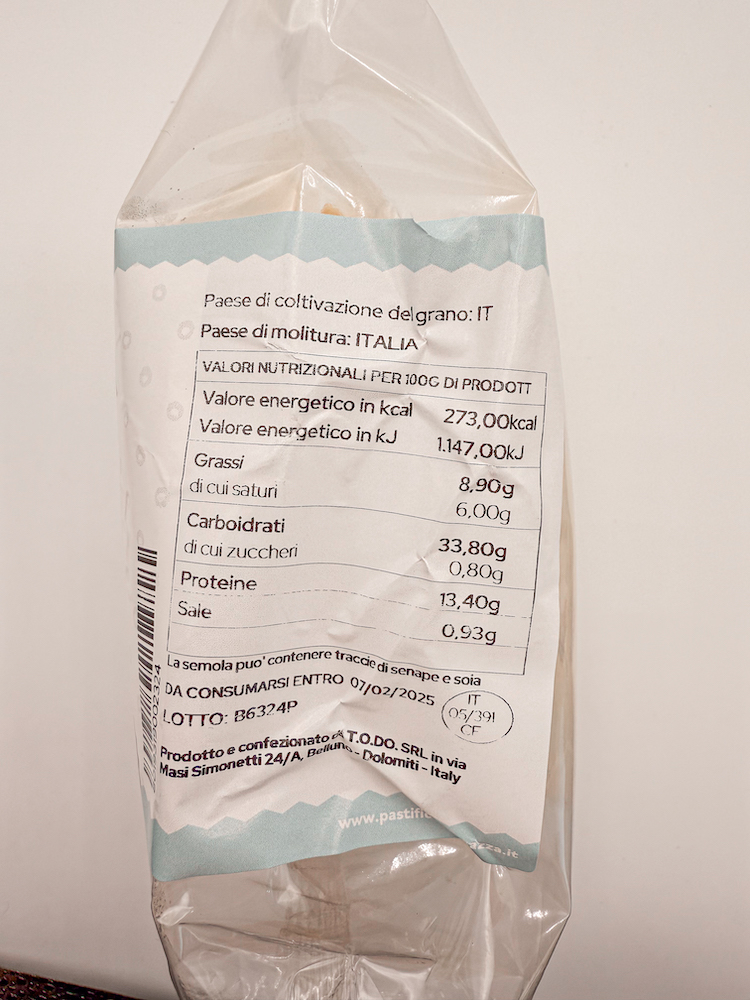 Paese di coltivazione del grano: IT
Paese di molitura: ITALIA
VALORI NUTRIZIONALI PER 100G DI PRODOTT
Valore energetico in kcal 273,00kcal
Valore energetico in kJ 1.147,00kJ
Grassi 8,90g
di cui saturi 6,00g
Carboidrati 33,80g
di cui zuccheri 0,80g
Proteine 13,40g
Sale 0,93g
La semola puo' contenere traccie di senape e soia
DA CONSUMARSI ENTRO 07/02/2025
LOTTO: B6324P
IT
05/391
CF
Prodotto e confezionato T.O.DO. SRL in via
Masi Simonetti 24/A, Belluno - Dolomiti - Italy